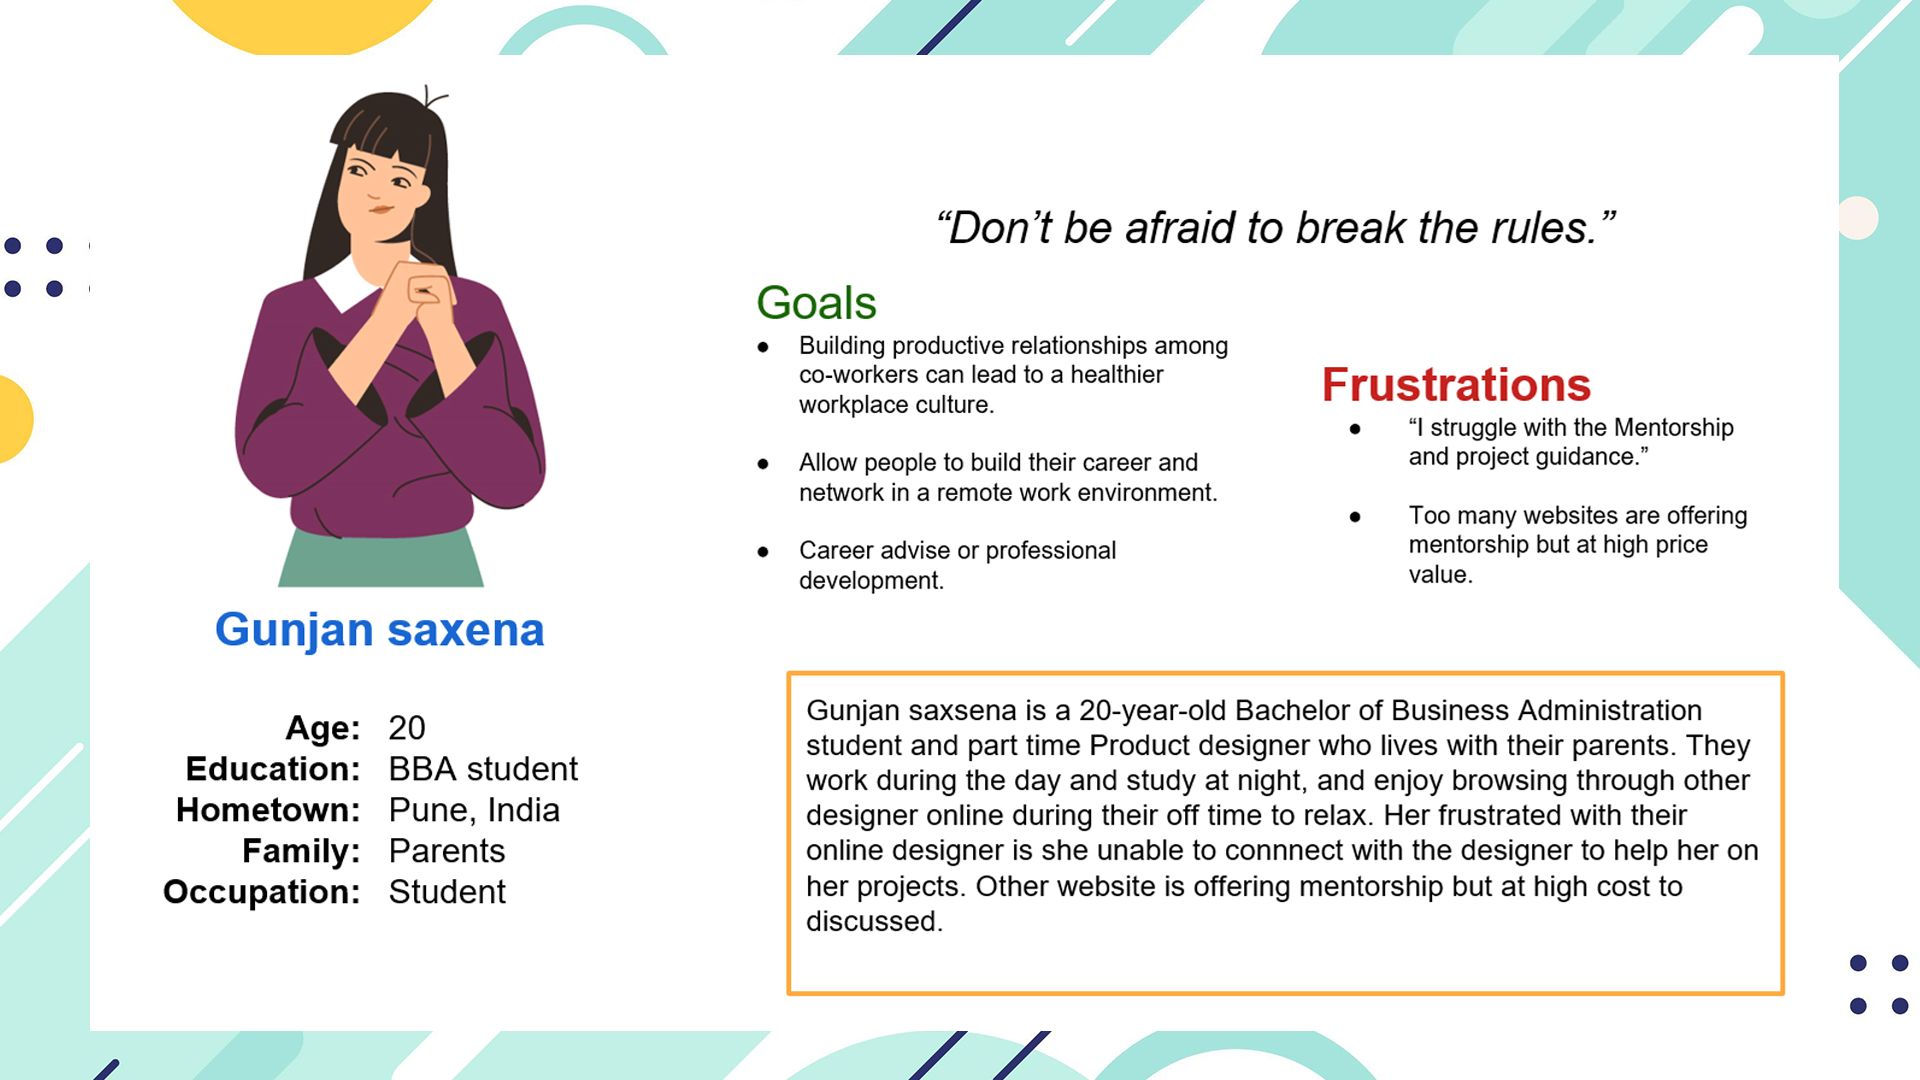 “Don’t be afraid to break the rules.”
Goals
● Building productive relationships among
co-workers can lead to a healthier
workplace culture.
● Allow people to build their career and
network in a remote work environment.
● Career advise or professional
development.
Frustrations
● “I struggle with the Mentorship
and project guidance.”
● Too many websites are offering
mentorship but at high price
value.
Gunjan saxena
Age: 20
Education: BBA student
Hometown: Pune, India
Family: Parents
Occupation: Student
Gunjan saxsena is a 20-year-old Bachelor of Business Administration
student and part time Product designer who lives with their parents. They
work during the day and study at night, and enjoy browsing through other
designer online during their off time to relax. Her frustrated with their
online designer is she unable to connnect with the designer to help her on
her projects. Other website is offering mentorship but at high cost to
discussed.